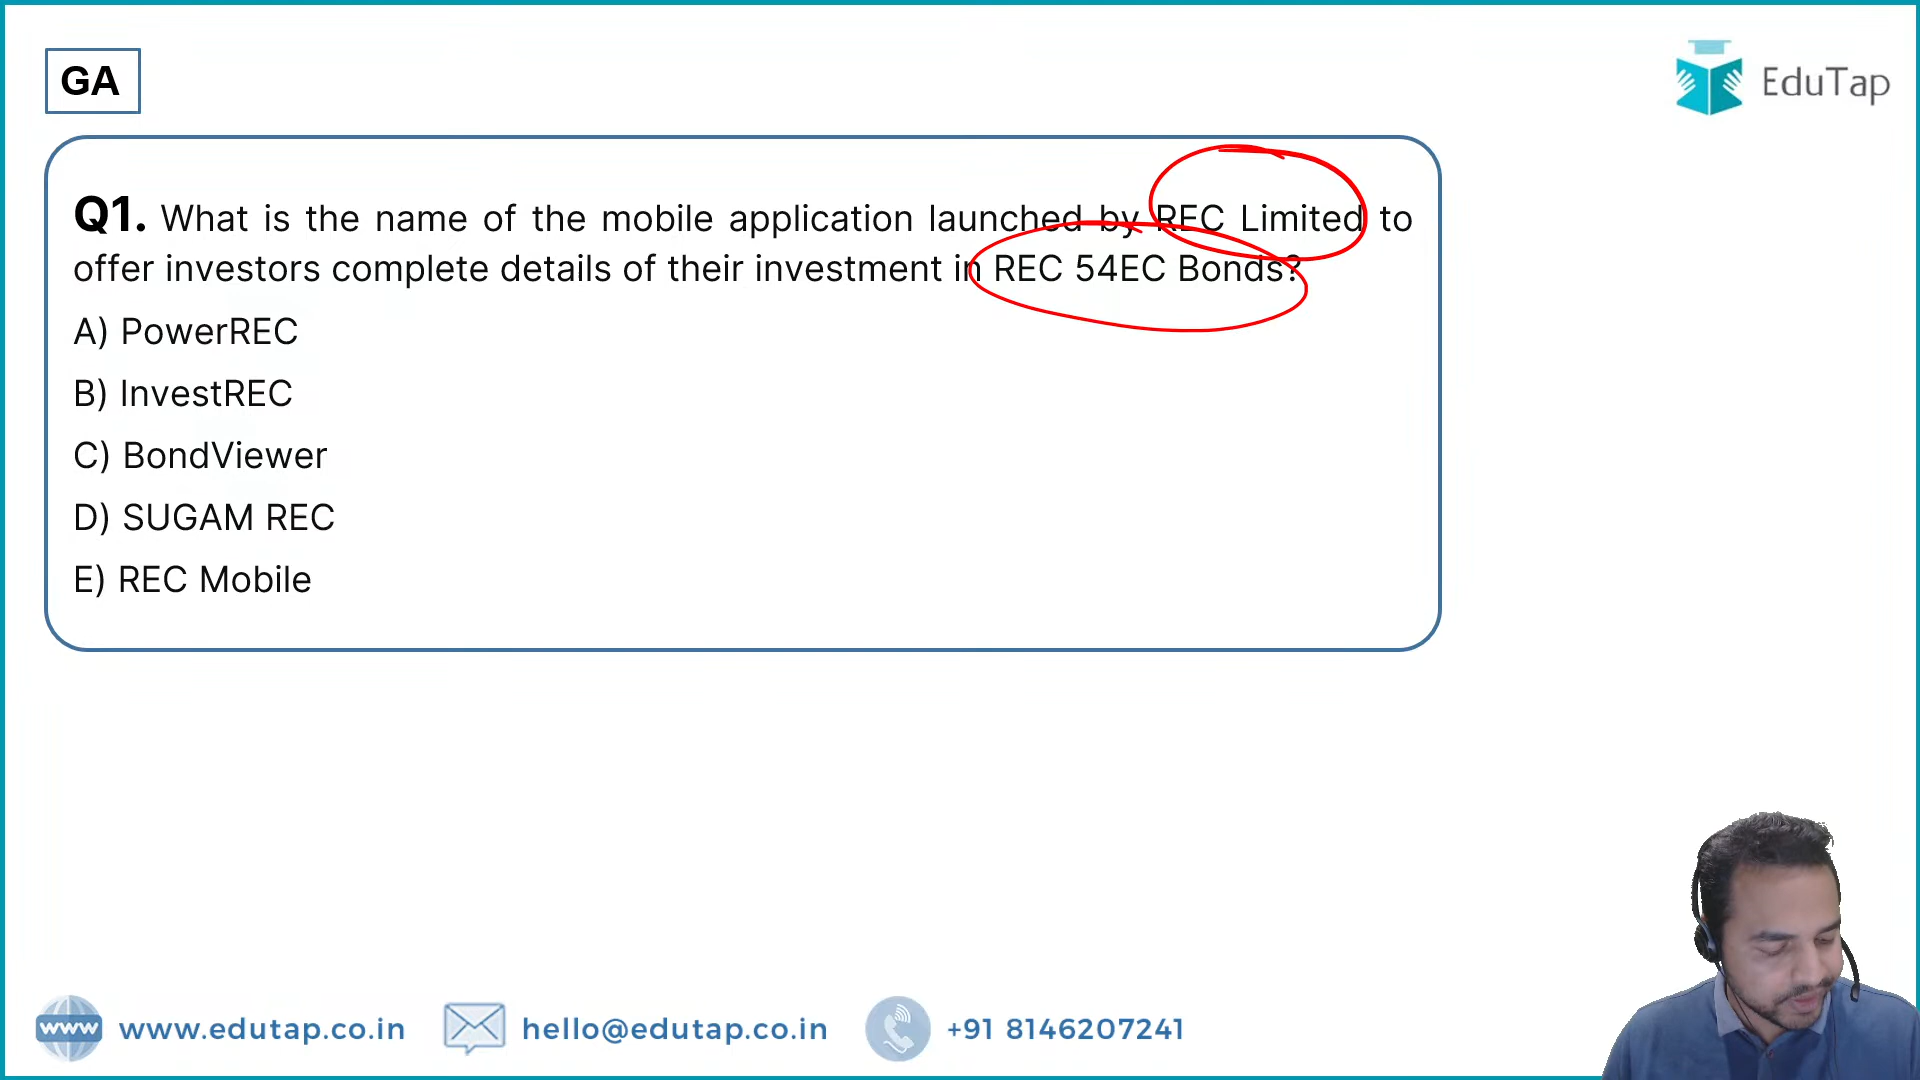 GA
EduTap
Q1. What is the name of the mobile application launched by REC Limited to
offer investors complete details of their investment in REC 54EC Bonds?
A) PowerREC
B) InvestREC
C) BondViewer
D) SUGAM REC
E) REC Mobile
www www.edutap.co.in hello@edutap.co.in +91 8146207241